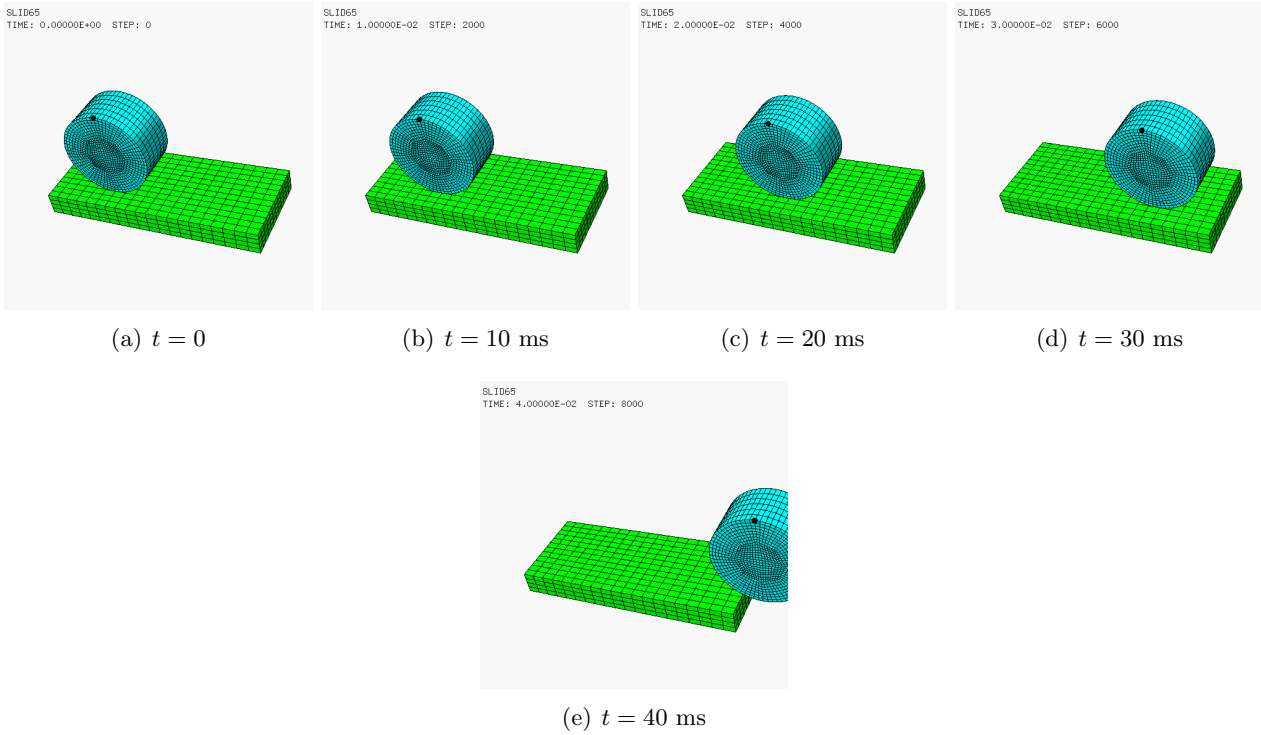 SLID65
TIME: 0.00000E+00 STEP: 0
SLID65
TIME: 1.00000E-02 STEP: 2000
SLID65
TIME: 2.00000E-02 STEP: 4000
SLID65
TIME: 3.00000E-02 STEP: 6000
(a) t = 0
(b) t = 10 ms
(c) t = 20 ms
(d) t = 30 ms
SLID65
TIME: 4.00000E-02 STEP: 8000
(e) t = 40 ms